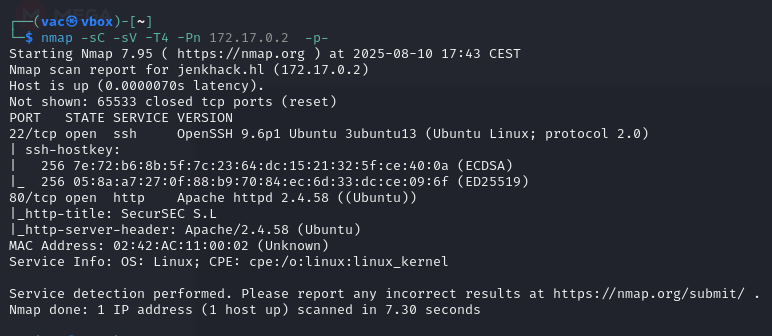 ┌──(vac㉿vbox)-[~]
└─$ nmap -sC -sV -T4 -Pn 172.17.0.2  -p-
Starting Nmap 7.95 ( https://nmap.org ) at 2025-08-10 17:43 CEST
Nmap scan report for jenkhack.hl (172.17.0.2)
Host is up (0.0000070s latency).
Not shown: 65533 closed tcp ports (reset)
PORT   STATE SERVICE VERSION
22/tcp open  ssh     OpenSSH 9.6p1 Ubuntu 3ubuntu13 (Ubuntu Linux; protocol 2.0)
| ssh-hostkey:
|   256 7e:72:b6:8b:5f:7c:23:64:dc:15:21:32:5f:ce:40:0a (ECDSA)
|_  256 05:8a:a7:27:0f:88:b9:70:84:ec:6d:33:dc:ce:09:6f (ED25519)
80/tcp open  http    Apache httpd 2.4.58 ((Ubuntu))
|_http-title: SecurSEC S.L
|_http-server-header: Apache/2.4.58 (Ubuntu)
MAC Address: 02:42:AC:11:00:02 (Unknown)
Service Info: OS: Linux; CPE: cpe:/o:linux:linux_kernel

Service detection performed. Please report any incorrect results at https://nmap.org/submit/ .
Nmap done: 1 IP address (1 host up) scanned in 7.30 seconds